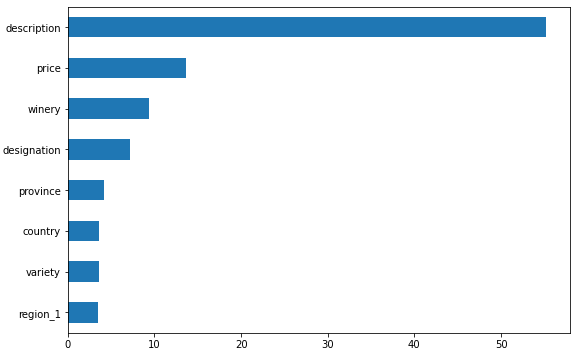 description
price
winery
designation
province
country
variety
region_1
0 10 20 30 40 50